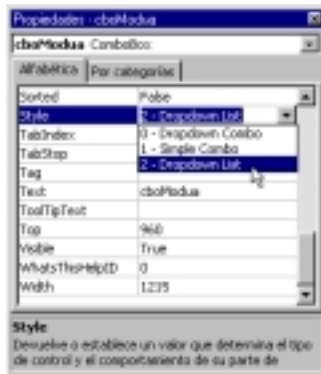 Propiedades - cboModua
cboModua ComboBox
Alfabética Por categorías
Sorted False
Style 2 - Dropdown List
TabIndex 0 - Dropdown Combo
TabStop 1 - Simple Combo
Tag 2 - Dropdown List
Text cboModua
ToolTipText
Top 960
Visible True
WhatsThisHelpID 0
Width 1215
Style
Devuelve o establece un valor que determina el tipo
de control y el comportamiento de su parte de